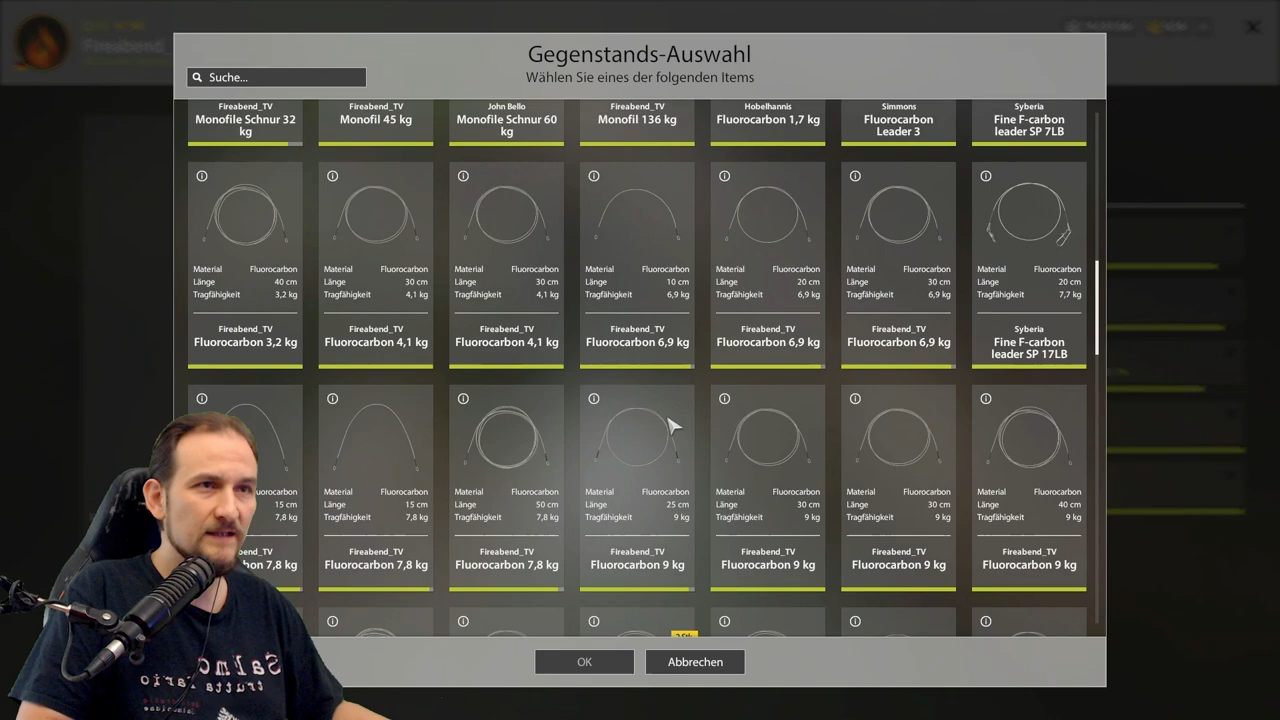 Gegenstands-Auswahl
Wählen Sie eines der folgenden Items
Suche...
Fireabend_TV
Monofile Schnur 32
kg
Fireabend_TV
Monofil 45 kg
John Bello
Monofile Schnur 60
kg
Fireabend_TV
Monofil 136 kg
Hobelhannis
Fluorocarbon 1,7 kg
Simmons
Fluorocarbon
Leader 3
Syberia
Fine F-carbon
leader SP 7LB
Material Fluorocarbon
Länge 40 cm
Tragfähigkeit 3,2 kg
Fireabend_TV
Fluorocarbon 3,2 kg
Material Fluorocarbon
Länge 30 cm
Tragfähigkeit 4,1 kg
Fireabend_TV
Fluorocarbon 4,1 kg
Material Fluorocarbon
Länge 30 cm
Tragfähigkeit 4,1 kg
Fireabend_TV
Fluorocarbon 4,1 kg
Material Fluorocarbon
Länge 10 cm
Tragfähigkeit 6,9 kg
Fireabend_TV
Fluorocarbon 6,9 kg
Material Fluorocarbon
Länge 20 cm
Tragfähigkeit 6,9 kg
Fireabend_TV
Fluorocarbon 6,9 kg
Material Fluorocarbon
Länge 30 cm
Tragfähigkeit 6,9 kg
Fireabend_TV
Fluorocarbon 6,9 kg
Material Fluorocarbon
Länge 20 cm
Tragfähigkeit 7,7 kg
Syberia
Fine F-carbon
leader SP 17LB
15 cm
7,8 kg
7,8 kg
Material Fluorocarbon
Länge 15 cm
Tragfähigkeit 7,8 kg
Fireabend_TV
Fluorocarbon 7,8 kg
Material Fluorocarbon
Länge 50 cm
Tragfähigkeit 7,8 kg
Fireabend_TV
Fluorocarbon 7,8 kg
Material Fluorocarbon
Länge 25 cm
Tragfähigkeit 9 kg
Fireabend_TV
Fluorocarbon 9 kg
Material Fluorocarbon
Länge 30 cm
Tragfähigkeit 9 kg
Fireabend_TV
Fluorocarbon 9 kg
Material Fluorocarbon
Länge 30 cm
Tragfähigkeit 9 kg
Fireabend_TV
Fluorocarbon 9 kg
Material Fluorocarbon
Länge 40 cm
Tragfähigkeit 9 kg
Fireabend_TV
Fluorocarbon 9 kg
OK
Abbrechen
Salmo
trutta